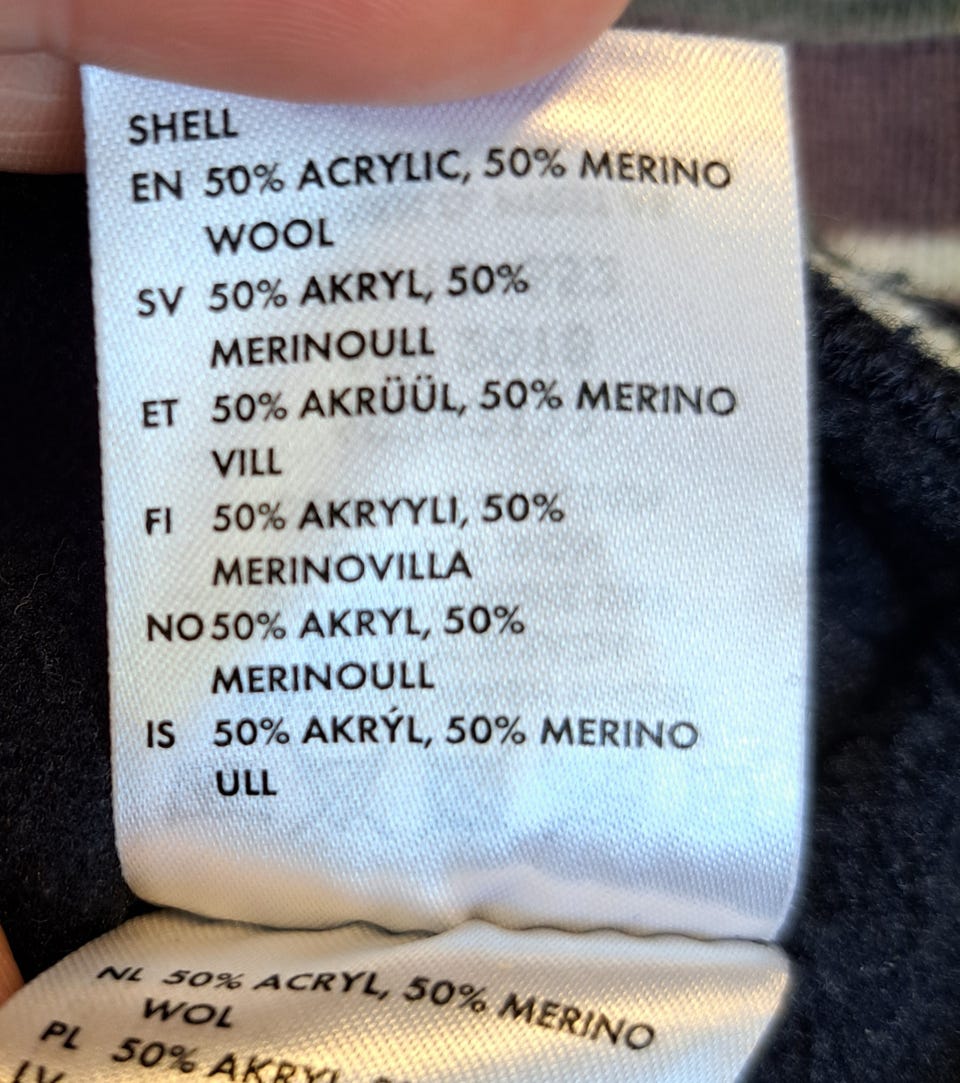 SHELL
EN 50% ACRYLIC, 50% MERINO
WOOL
SV 50% AKRYL, 50%
MERINOULL
ET 50% AKRÜÜL, 50% MERINO
VILL
FI 50% AKRYYLI, 50%
MERINOVILLA
NO 50% AKRYL, 50%
MERINOULL
IS 50% AKRÝL, 50% MERINO
ULL
NL 50% ACRYL, 50% MERINO
WOL
PL 50%
LV